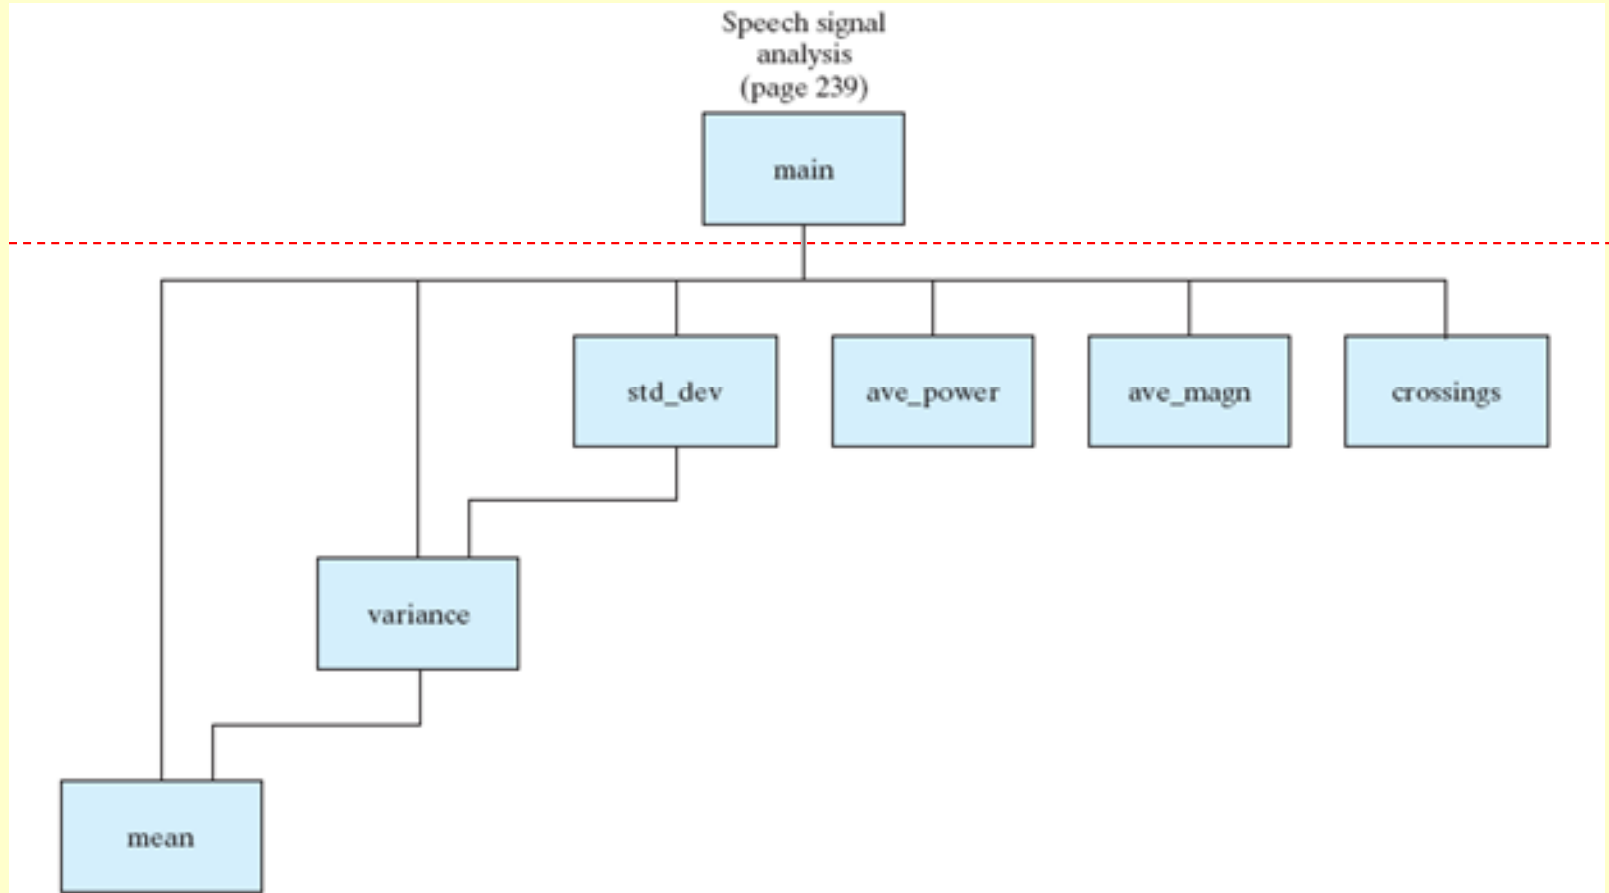 Speech signal
analysis
(page 239)
main
std_dev
ave_power
ave_magn
crossings
variance
mean